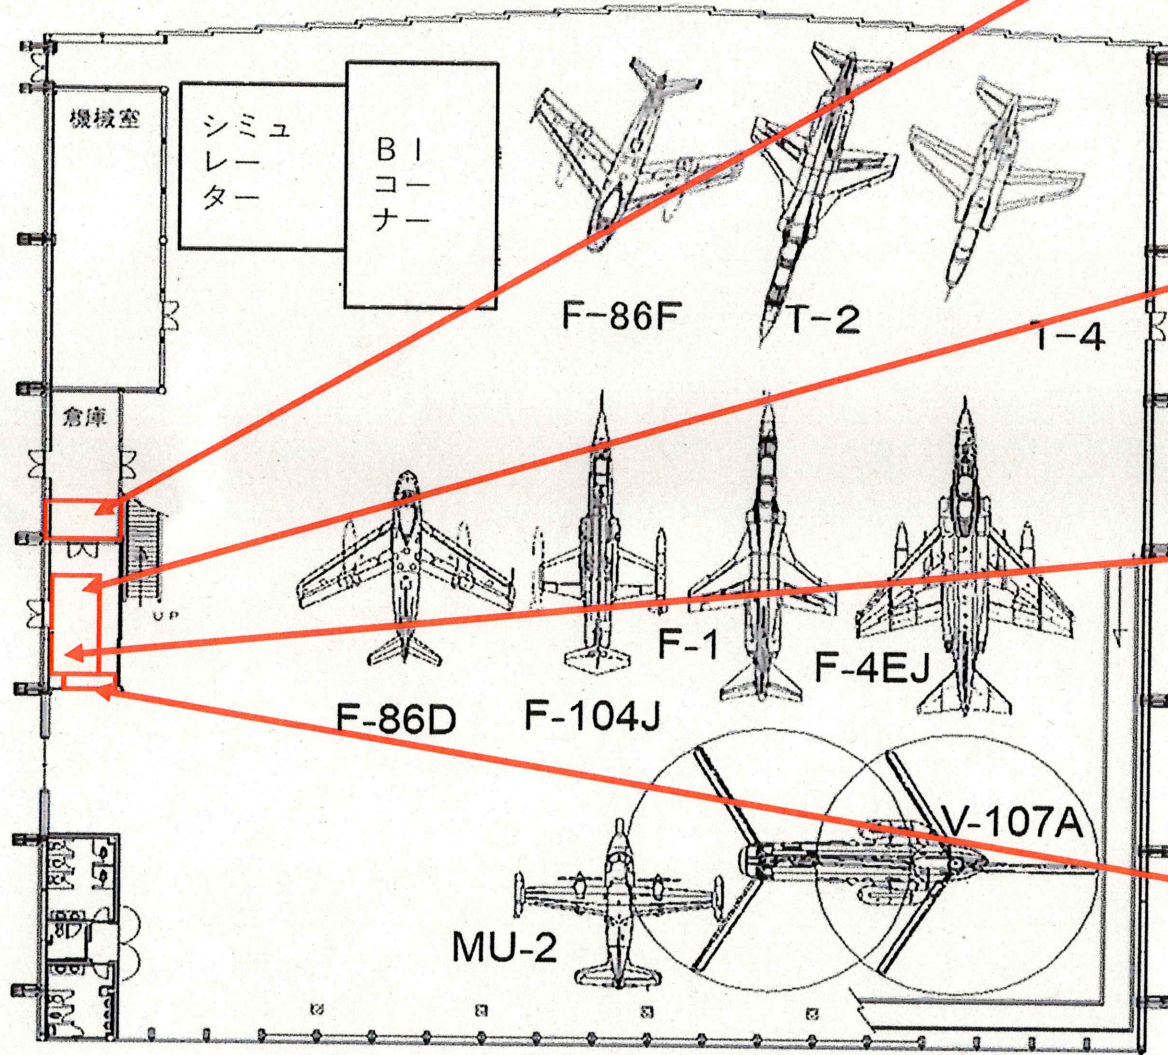 機械室
シミュ
レー
ター
BI
コー
ナー
F-86F
T-2
T-4
倉庫
UP
F-86D
F-104J
F-1
F-4EJ
V-107A
MU-2